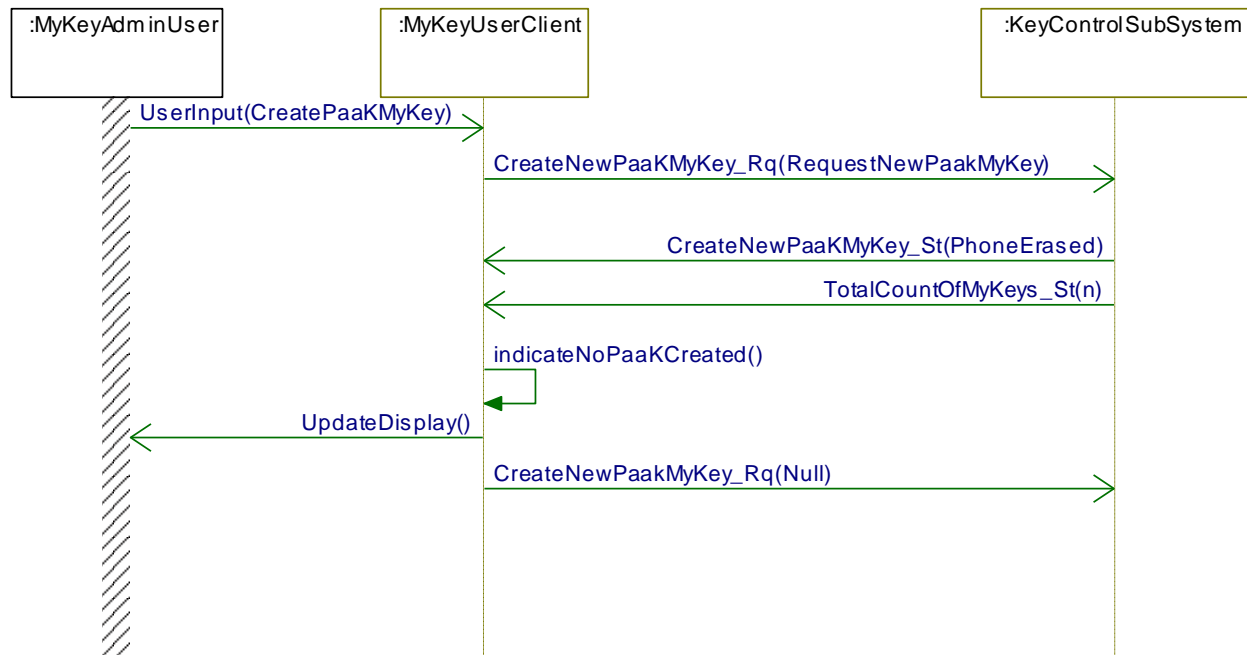 :MyKeyAdminUser
:MyKeyUserClient
:KeyControlSubSystem
UserInput(CreatePaaKMyKey)
CreateNewPaaKMyKey_Rq(RequestNewPaakMyKey)
CreateNewPaaKMyKey_St(PhoneErased)
TotalCountOfMyKeys_St(n)
indicateNoPaaKCreated()
UpdateDisplay()
CreateNewPaakMyKey_Rq(Null)